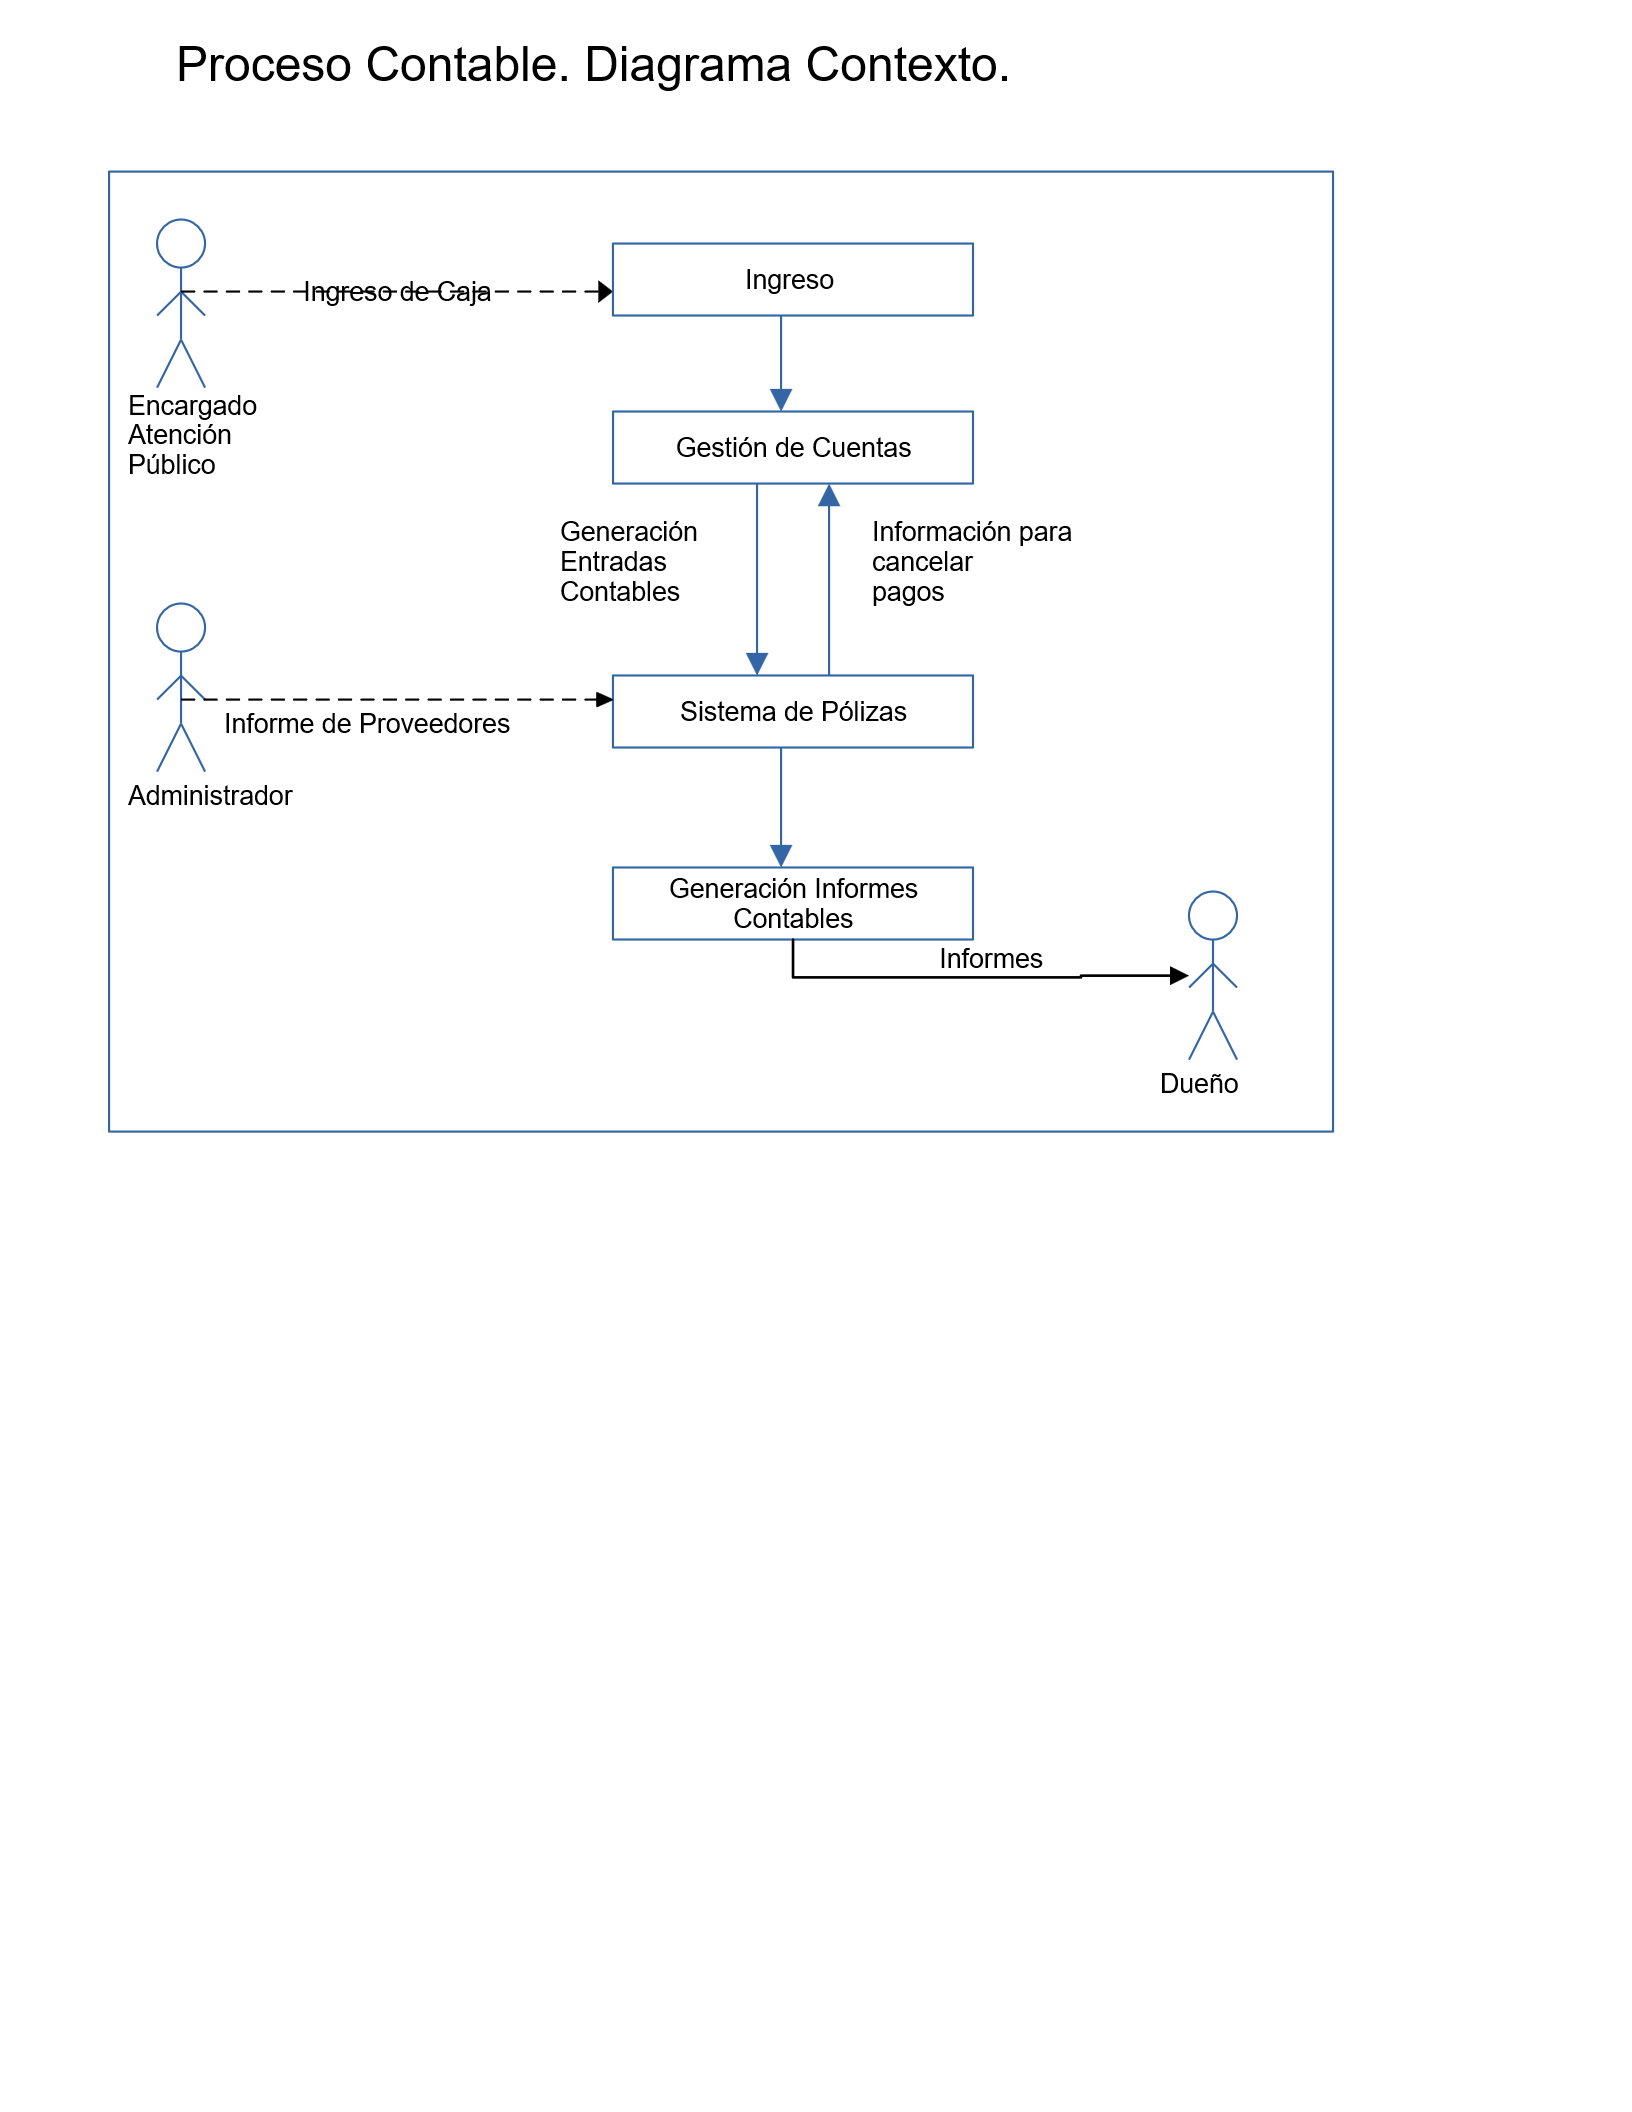 Proceso Contable. Diagrama Contexto.
Ingreso
Ingreso de Caja
Encargado
Atención
Público
Gestión de Cuentas
Generación
Entradas
Contables
Información para
cancelar
pagos
Sistema de Pólizas
Informe de Proveedores
Administrador
Generación Informes
Contables
Informes
Dueño